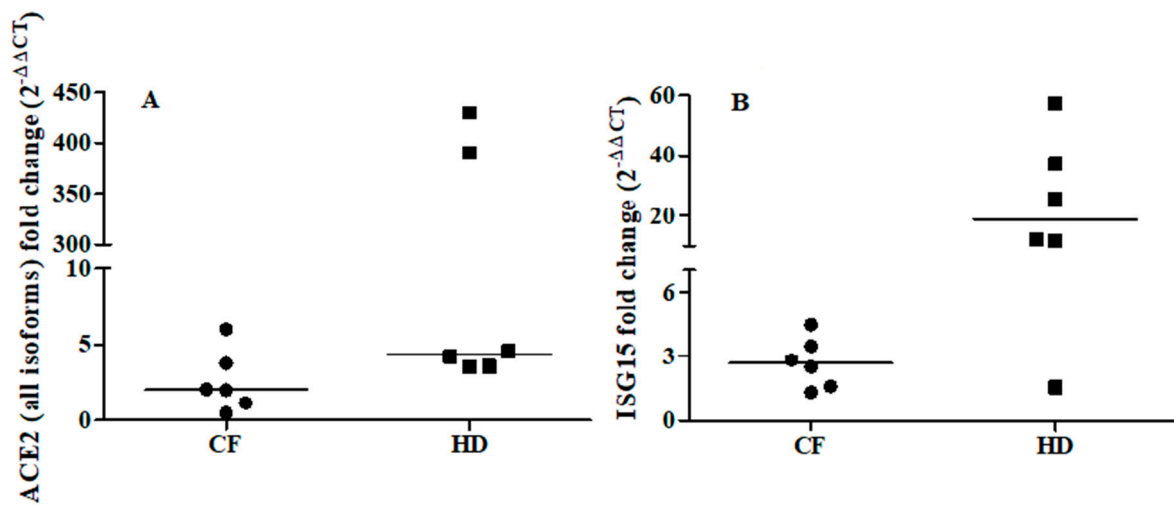 ACE2 (all isoforms) fold change (2-ΔΔCT)
A
450
400
350
300
10
5
0
CF
HD
ISG15 fold change (2-ΔΔCT)
B
60
40
20
6
3
0
CF
HD